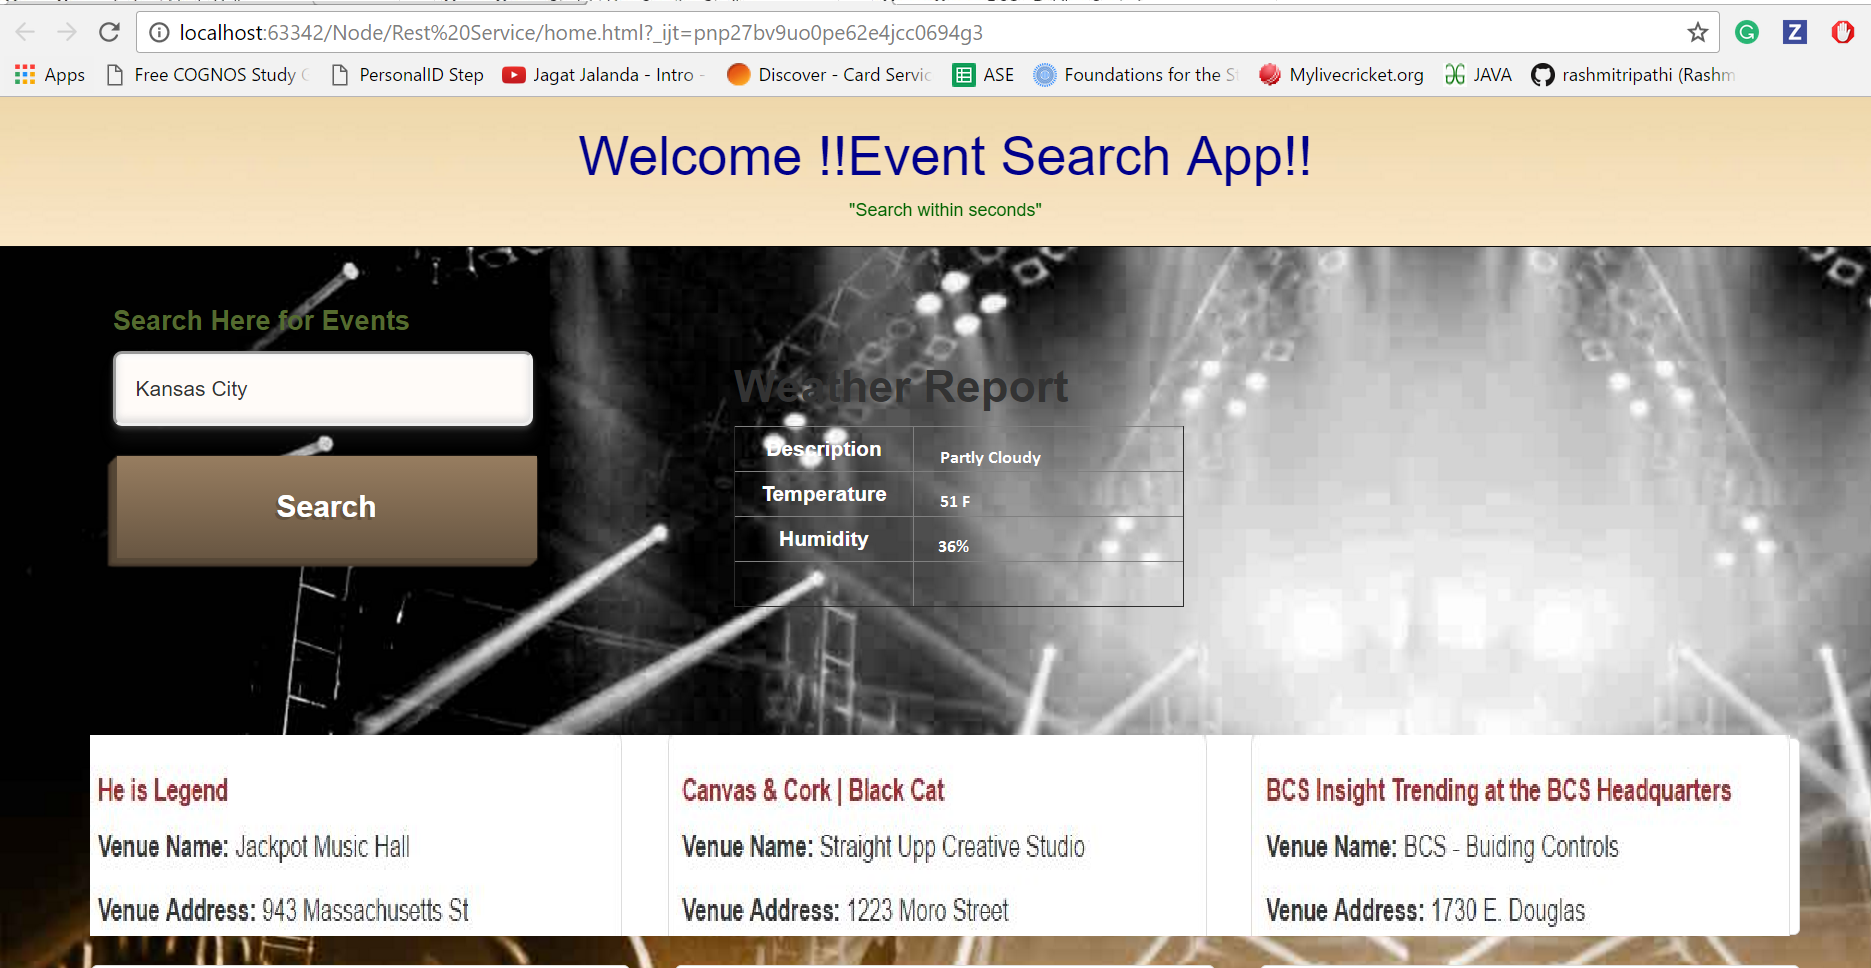 localhost:63342/Node/Rest%20Service/home.html?_ijt=pnp27bv9uo0pe62e4jcc0694g3
Apps Free COGNOS Study PersonalID Step Jagat Jalanda - Intro - Discover - Card Servic ASE Foundations for the S Mylivecricket.org JAVA rashmitripathi (Rashm
Welcome !!Event Search App!!
"Search within seconds"
Search Here for Events
Kansas City
Search
Weather Report
Description Partly Cloudy
Temperature 51 F
Humidity 36%
He is Legend
Venue Name: Jackpot Music Hall
Venue Address: 943 Massachusetts St
Canvas & Cork | Black Cat
Venue Name: Straight Upp Creative Studio
Venue Address: 1223 Moro Street
BCS Insight Trending at the BCS Headquarters
Venue Name: BCS - Buiding Controls
Venue Address: 1730 E. Douglas